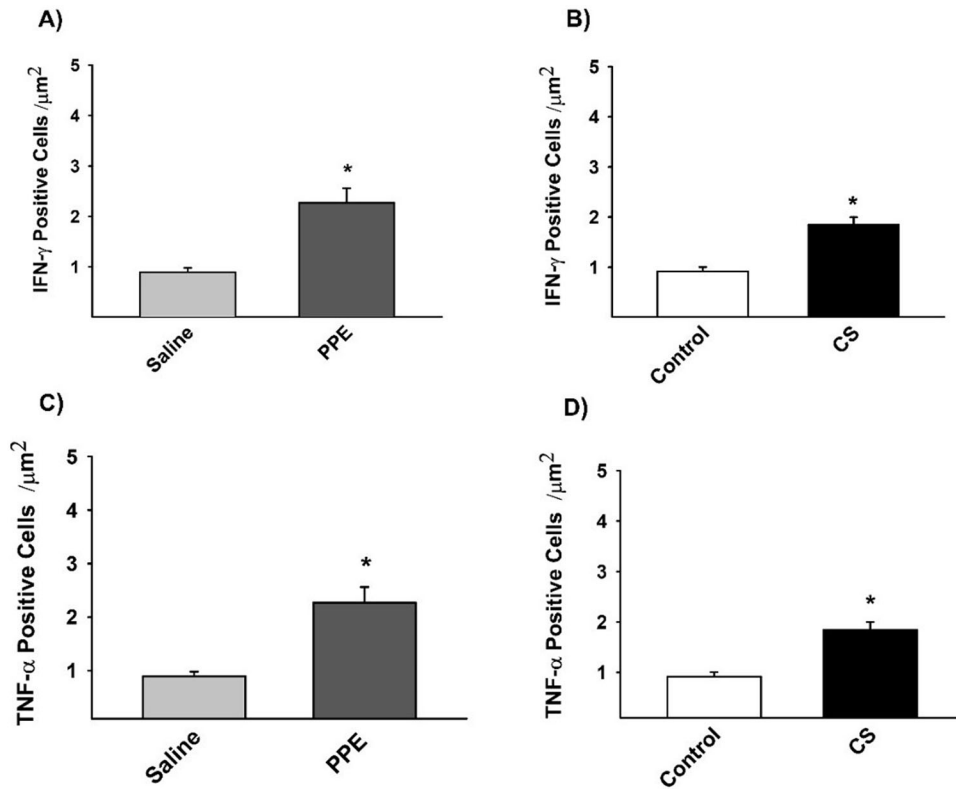 A)
IFN-γ Positive Cells /μm²
5
4
3
2
1
*
Saline
PPE
B)
IFN-γ Positive Cells /μm²
5
4
3
2
1
*
Control
CS
C)
TNF-α Positive Cells /μm²
5
4
3
2
1
*
Saline
PPE
D)
TNF-α Positive Cells /μm²
5
4
3
2
1
*
Control
CS